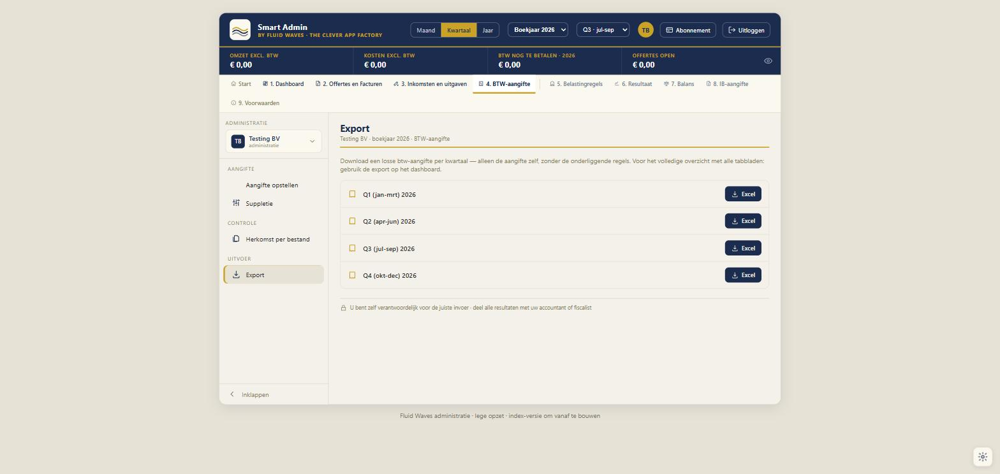 Smart Admin
BY FLUID WAVES · THE CLEVER APP FACTORY
Maand Kwartaal Jaar
Boekjaar 2026
Q3 · jul-sep
TB
Abonnement
Uitloggen
OMZET EXCL. BTW
€ 0,00
KOSTEN EXCL. BTW
€ 0,00
BTW NOG TE BETALEN · 2026
€ 0,00
OFFERTES OPEN
€ 0,00
Start
1. Dashboard
2. Offertes en Facturen
3. Inkomsten en uitgaven
4. BTW-aangifte
5. Belastingregels
6. Resultaat
7. Balans
8. IB-aangifte
9. Voorwaarden
ADMINISTRATIE
TB
Testing BV
administratie
AANGIFTE
Aangifte opstellen
Suppletie
CONTROLE
Herkomst per bestand
UITVOER
Export
Inklappen
Export
Testing BV · boekjaar 2026 · BTW-aangifte
Download een losse btw-aangifte per kwartaal — alleen de aangifte zelf, zonder de onderliggende regels. Voor het volledige overzicht met alle tabbladen:
gebruik de export op het dashboard.
Q1 (jan-mrt) 2026
Excel
Q2 (apr-jun) 2026
Excel
Q3 (jul-sep) 2026
Excel
Q4 (okt-dec) 2026
Excel
U bent zelf verantwoordelijk voor de juiste invoer · deel alle resultaten met uw accountant of fiscalist
Fluid Waves administratie · lege opzet · index-versie om vanaf te bouwen